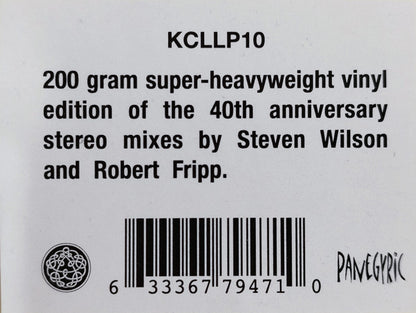 KCLLP10
200 gram super-heavyweight vinyl
edition of the 40th anniversary
stereo mixes by Steven Wilson
and Robert Fripp.
PANEGYRIC
6 33367 79471 0